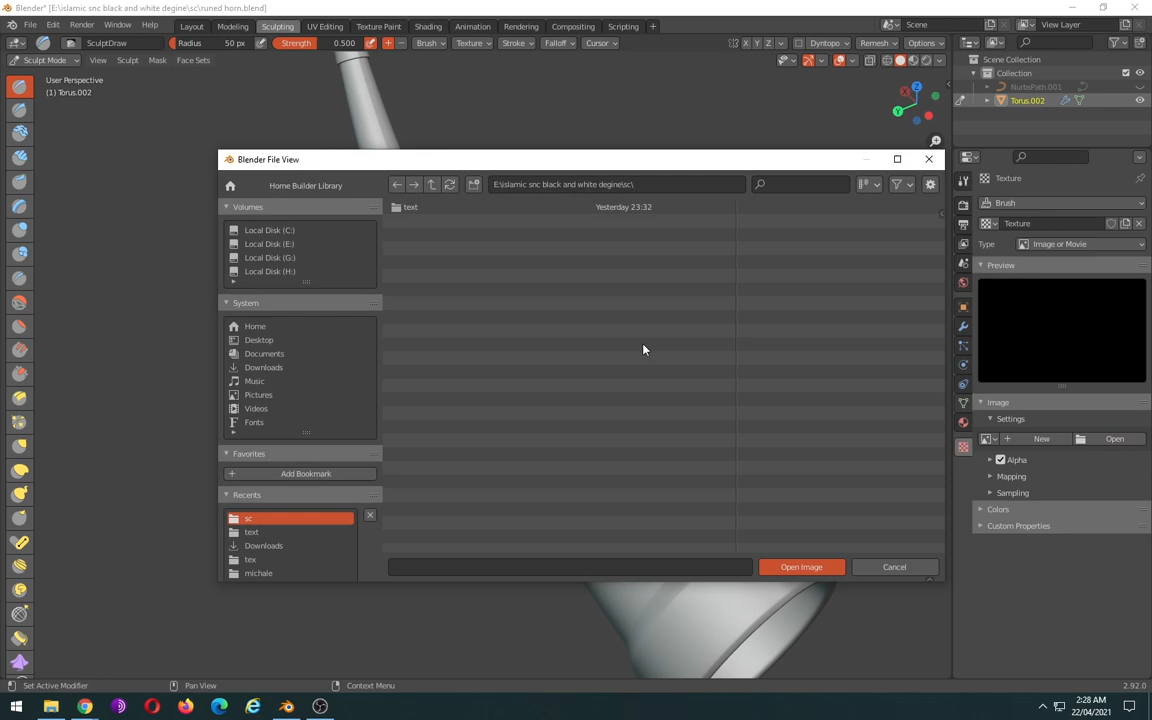 Blender* [E:\islamic snc black and white degine\sc\runed horn.blend]
File Edit Render Window Help
Layout Modeling Sculpting UV Editing Texture Paint Shading Animation Rendering Compositing Scripting +
Scene
View Layer
SculptDraw
Radius 50 px
Strength 0.500
Brush Texture Stroke Falloff Cursor
X Y Z
Dyntopo Remesh Options
Sculpt Mode View Sculpt Mask Face Sets
User Perspective
(1) Torus.002
Z
Y
X
Scene Collection
Collection
NurbsPath.001
Torus.002
Blender File View
Home Builder Library
E:\islamic snc black and white degine\sc\
Volumes
Local Disk (C:)
Local Disk (E:)
Local Disk (G:)
Local Disk (H:)
System
Home
Desktop
Documents
Downloads
Music
Pictures
Videos
Fonts
Favorites
Add Bookmark
Recents
sc
text
Downloads
tex
michale
text Yesterday 23:32
Open Image Cancel
Texture
Brush
Texture
Type Image or Movie
Preview
Image
Settings
New Open
Alpha
Mapping
Sampling
Colors
Custom Properties
Set Active Modifier Pan View Context Menu 2.92.0
2:28 AM
22/04/2021